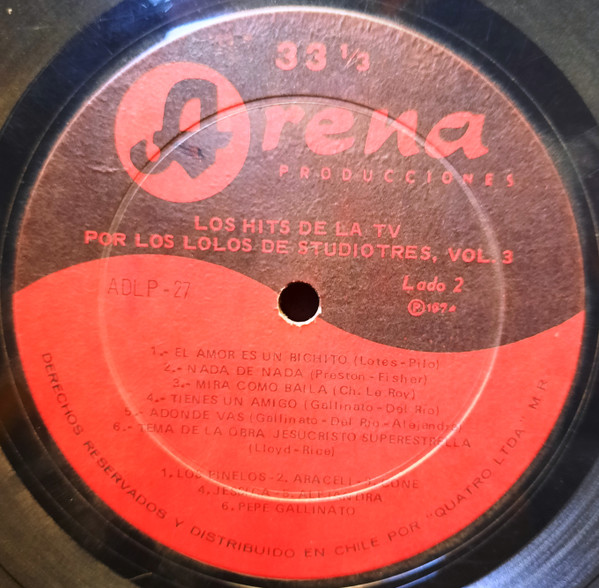 33 1/3
Arena
PRODUCCIONES
LOS HITS DE LA TV
POR LOS LOLOS DE STUDIOTRES, VOL. 3
ADLP-27
Lado 2
Ⓟ 1974
1.- EL AMOR ES UN BICHITO (Lotes - Pilo)
2.- NADA DE NADA (Preston - Fisher)
3.- MIRA COMO BAILA (Ch. Le Roy)
4.- TIENES UN AMIGO (Gallinato - Del Rio)
5.- ADONDE VAS (Gallinato - Del Rio - Alejandra)
6.- TEMA DE LA OBRA JESUCRISTO SUPERESTRELLA
(Lloyd - Rice)
1.- LOS PINELOS - 2. ARACELI -
4. JESSICA - 5. ALEJANDRA
6.- PEPE GALLINATO
DERECHOS RESERVADOS Y DISTRIBUIDO EN CHILE POR "QUATRO LTDA." M.R.